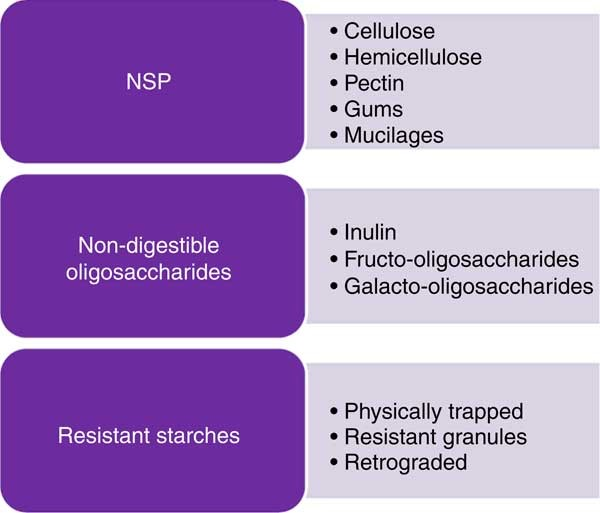 NSP
• Cellulose
• Hemicellulose
• Pectin
• Gums
• Mucilages
Non-digestible
oligosaccharides
• Inulin
• Fructo-oligosaccharides
• Galacto-oligosaccharides
Resistant starches
• Physically trapped
• Resistant granules
• Retrograded